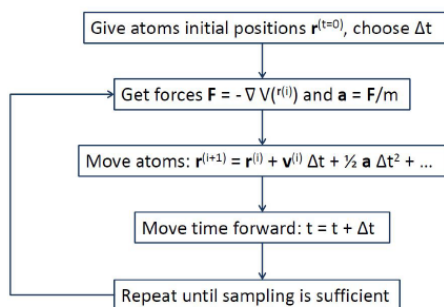 Give atoms initial positions r(t=0), choose Δt
Get forces F = - ∇ V(r(i)) and a = F/m
Move atoms: r(i+1) = r(i) + v(i) Δt + ½ a Δt² + ...
Move time forward: t = t + Δt
Repeat until sampling is sufficient